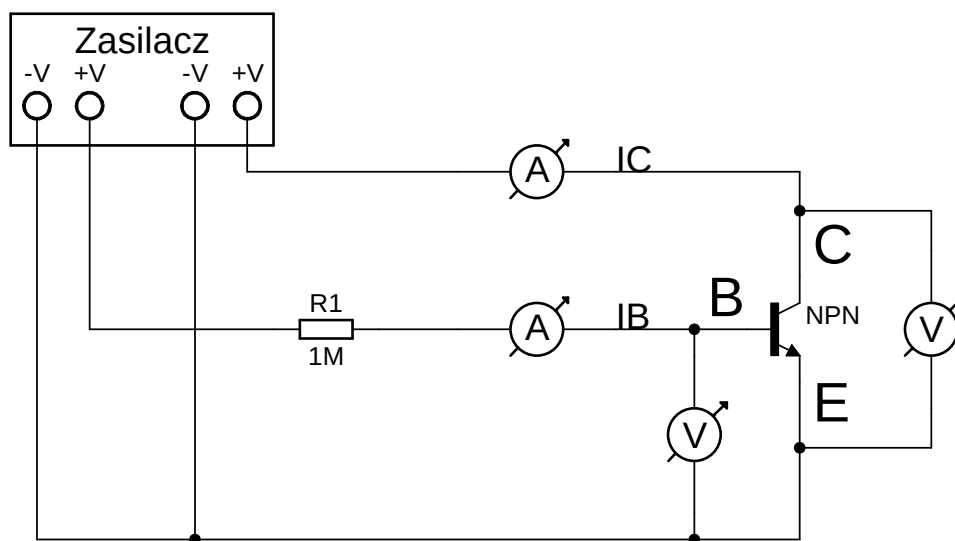 Zasilacz
-V +V -V +V
A IC
C
R1 B NPN
A IB V
1M
E
V